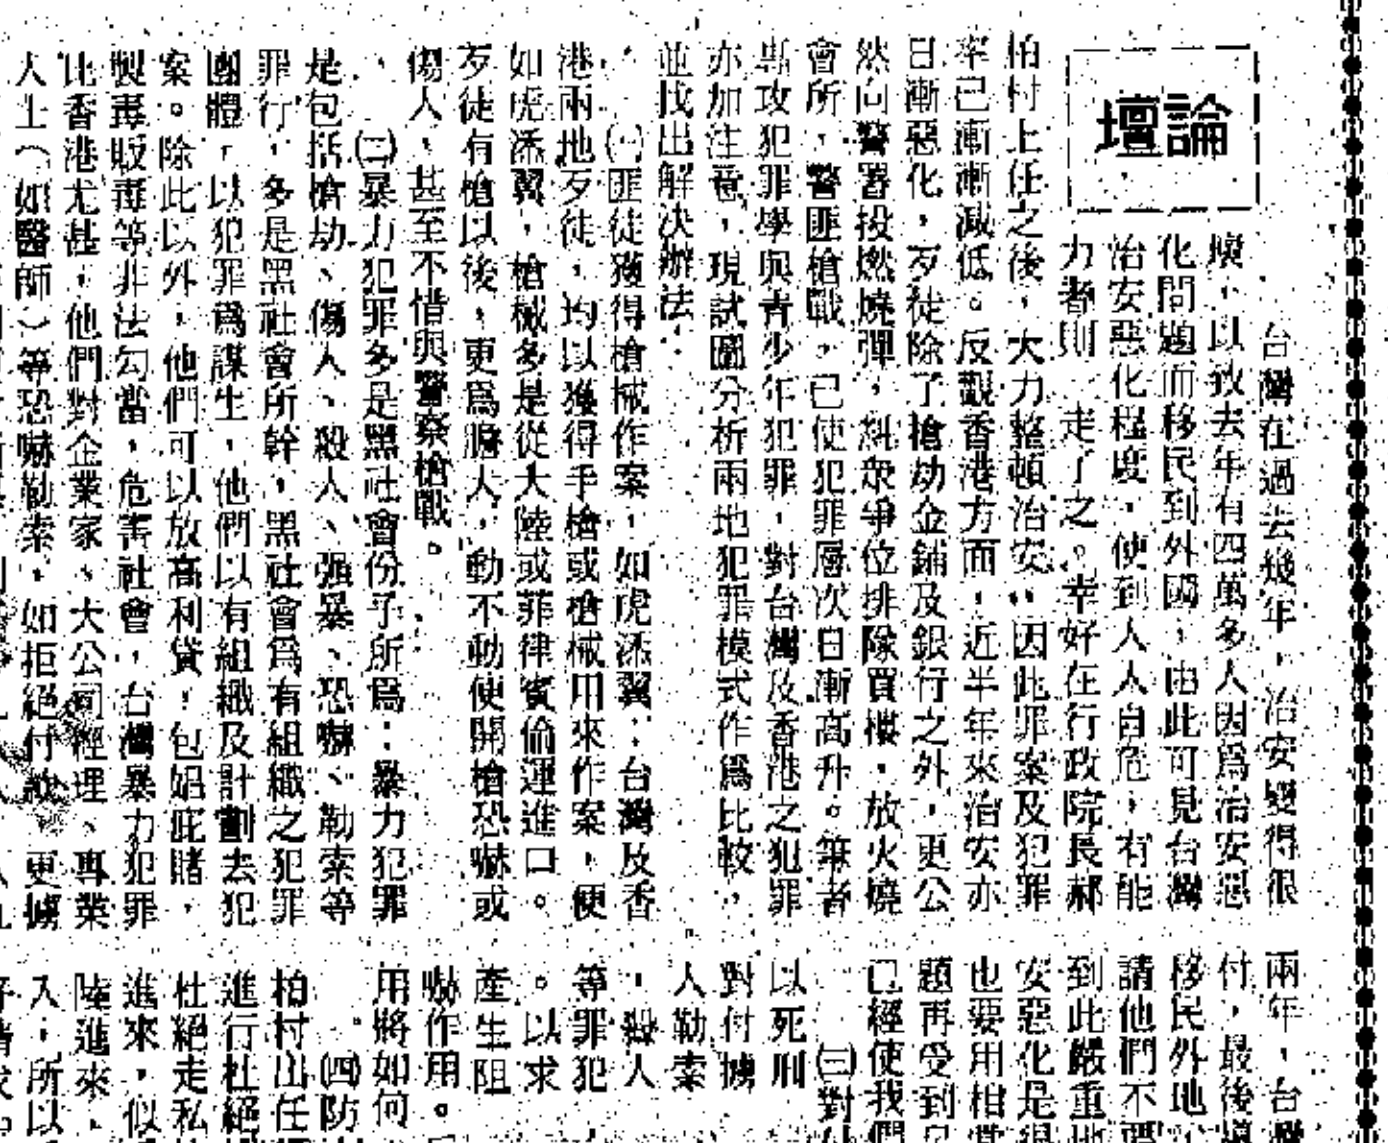 論壇
台灣在過去幾年，治安變得很
壞，以致去年有四萬多人因爲治安惡
化問題而移民到外國，由此可見台灣
治安惡化程度，使到人人自危，有能
力者則一走了之。幸好在行政院長郝
柏村上任之後，大力整頓治安，因此罪案及犯罪
率已漸漸減低。反觀香港方面，近半年來治安亦
日漸惡化，歹徒除了槍劫金鋪及銀行之外，更公
然向警署投燃燒彈，糾衆爭位排隊買樓，放火燒
會所，警匪槍戰，已使犯罪層次日漸高升。筆者
專攻犯罪學與青少年犯罪，對台灣及香港之犯罪
亦加注意，現試圖分析兩地犯罪模式作爲比較，
並找出解决辦法：
㈠匪徒獲得槍械作案，如虎添翼：台灣及香
港兩地歹徒，均以獲得手槍或槍械用來作案，便
如虎添翼，槍械多是從大陸或菲律賓偷運進口。
歹徒有槍以後，更爲膽大，動不動便開槍恐嚇或
傷人，甚至不惜與警察槍戰。
㈡暴力犯罪多是黑社會份子所爲：暴力犯罪
是包括槍劫、傷人、殺人、强暴、恐嚇、勒索等
罪行，多是黑社會所幹，黑社會爲有組織之犯罪
團體，以犯罪爲謀生，他們以有組織及計劃去犯
案。除此以外，他們可以放高利貸，包娼庇賭，
製毒販毒等非法勾當，危害社會，台灣暴力犯罪
比香港尤甚，他們對企業家、大公司經理、專業
人士（如醫師）等恐嚇勒索，如拒絕付款，更擄
兩年，台灣
付，最後
移民外地
請他們不要
到此嚴重地
安惡化是很
也要用相當
題再受到
已經使我們
㈢對付
以死刑
對付擄
人勒索
，殺人
等罪犯
。以求
產生阻
嚇作用。
用將如何
㈣防
柏村出任
進行杜絕
杜絕走私
進來，似
陸進來，
入，所以